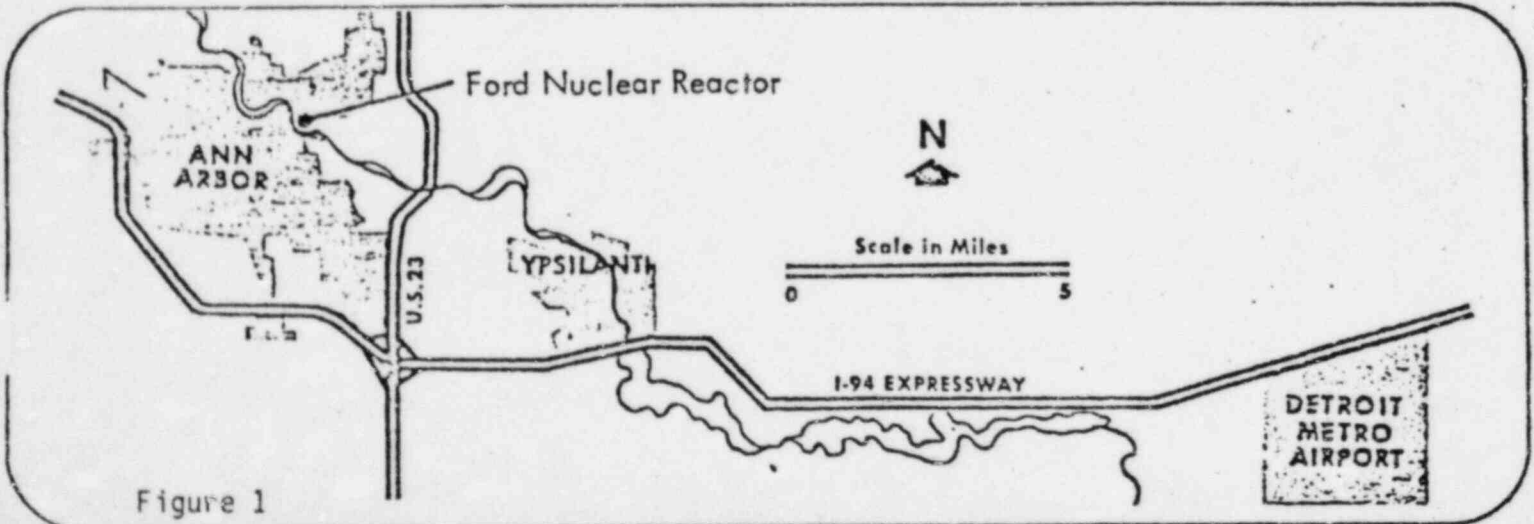 Ford Nuclear Reactor
ANN
ARBOR
N
Scale in Miles
0 5
YPSILANTI
U.S. 23
I-94 EXPRESSWAY
DETROIT
METRO
AIRPORT
Figure 1